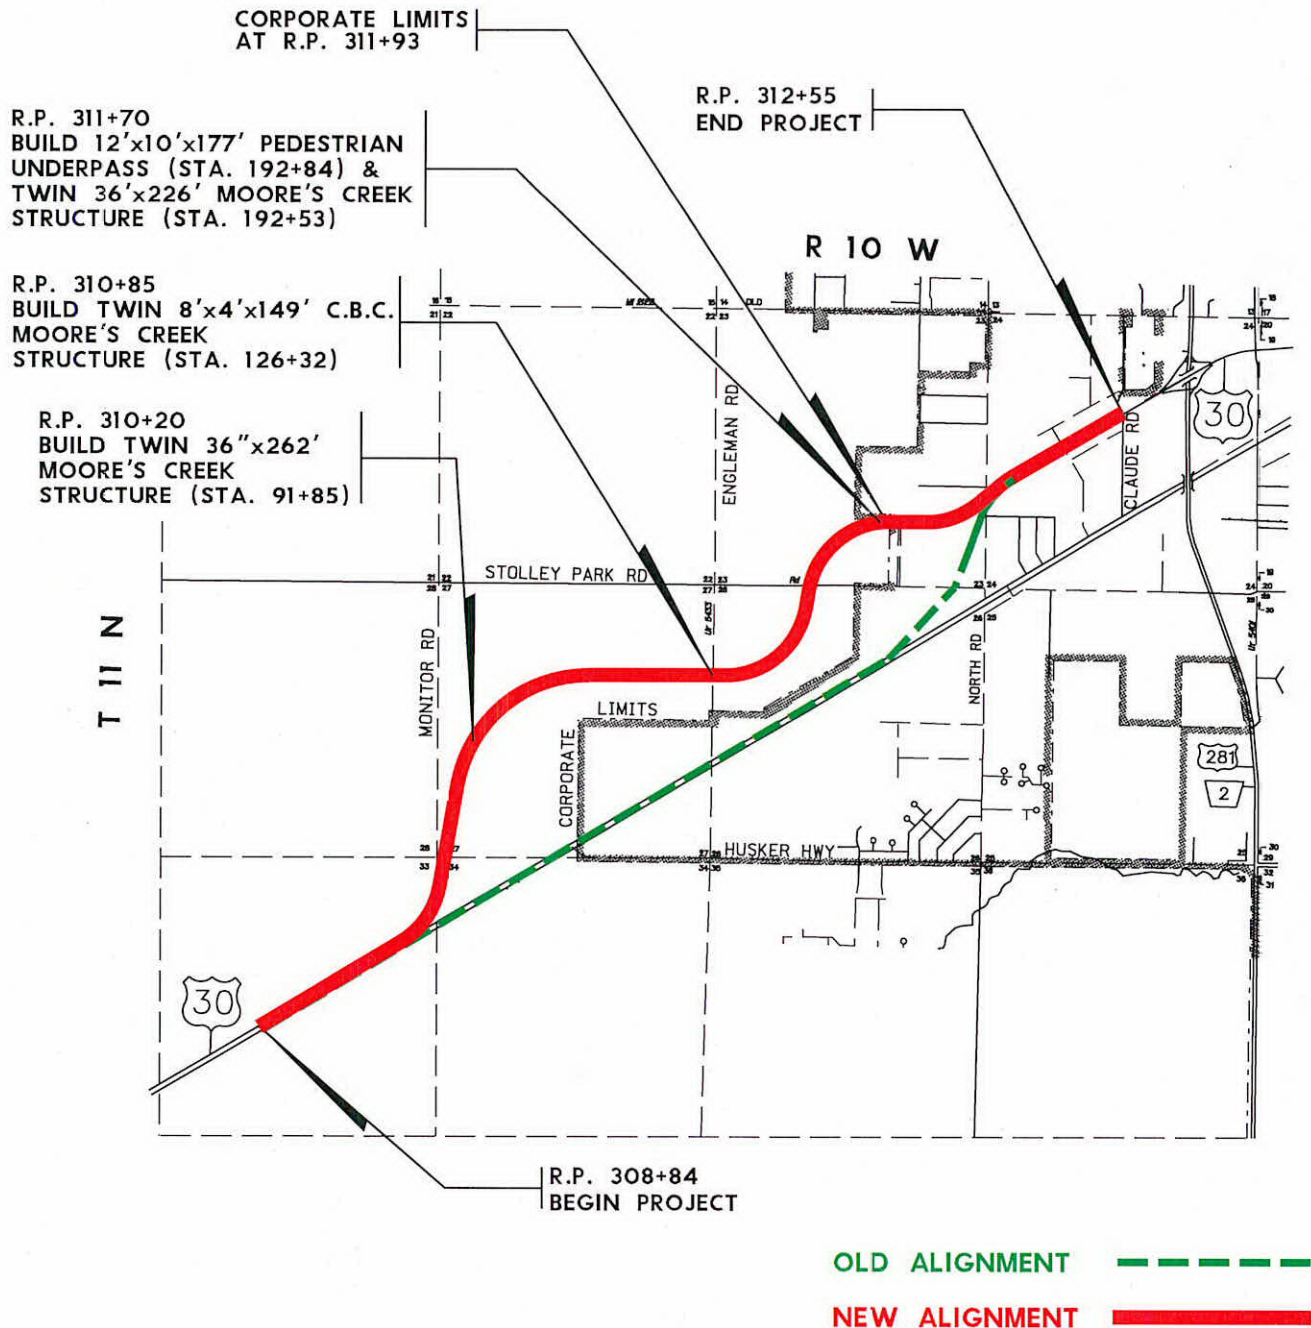 CORPORATE LIMITS
AT R.P. 311+93
R.P. 312+55
END PROJECT
R.P. 311+70
BUILD 12'x10'x177' PEDESTRIAN
UNDERPASS (STA. 192+84) &
TWIN 36'x226' MOORE'S CREEK
STRUCTURE (STA. 192+53)
R 10 W
R.P. 310+85
BUILD TWIN 8'x4'x149' C.B.C.
MOORE'S CREEK
STRUCTURE (STA. 126+32)
OLD
R.P. 310+20
BUILD TWIN 36"x262'
MOORE'S CREEK
STRUCTURE (STA. 91+85)
ENGLEMAN RD
30
CLAUDE RD
STOLLEY PARK RD
Rd
T 11 N
MONITOR RD
NORTH RD
LIMITS
CORPORATE
281
2
HUSKER HWY
30
R.P. 308+84
BEGIN PROJECT
OLD ALIGNMENT
NEW ALIGNMENT